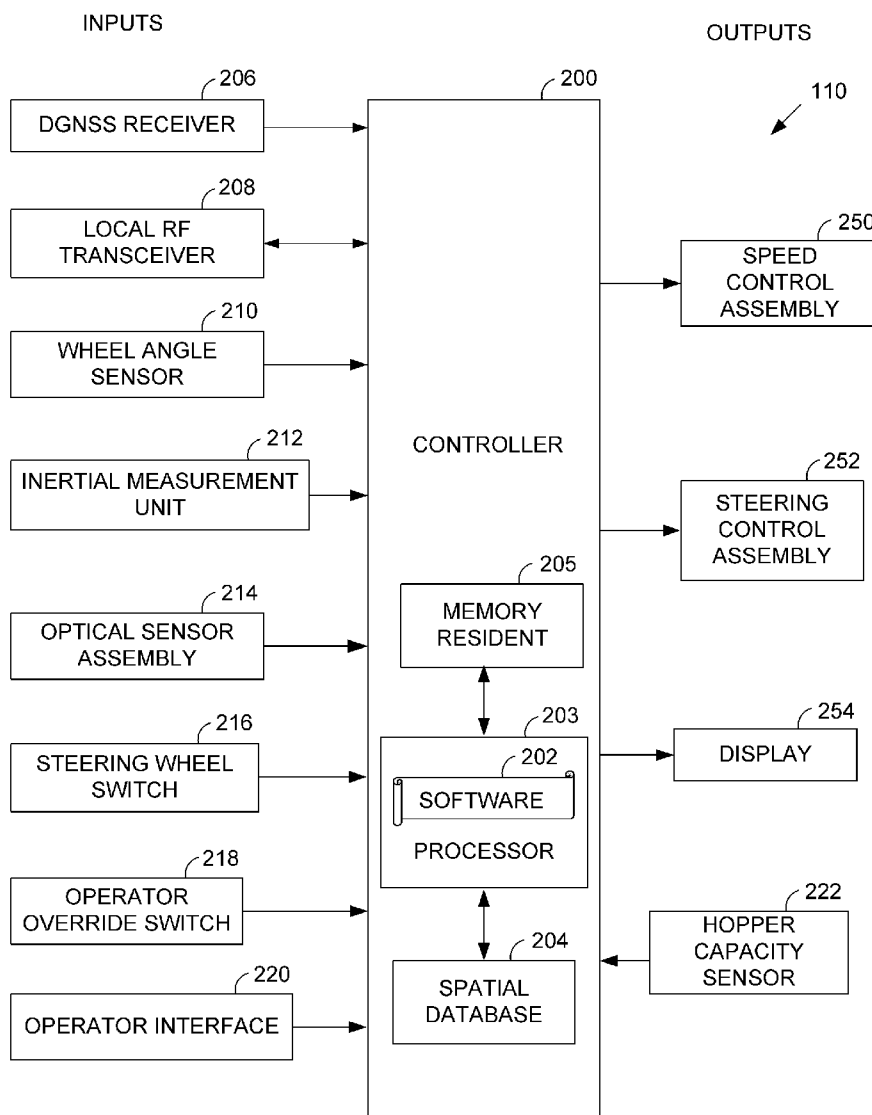 INPUTS
OUTPUTS
206
DGNSS RECEIVER
208
LOCAL RF
TRANSCEIVER
210
WHEEL ANGLE
SENSOR
212
INERTIAL MEASUREMENT
UNIT
214
OPTICAL SENSOR
ASSEMBLY
216
STEERING WHEEL
SWITCH
218
OPERATOR
OVERRIDE SWITCH
220
OPERATOR INTERFACE
200
CONTROLLER
205
MEMORY
RESIDENT
203
202
SOFTWARE
PROCESSOR
204
SPATIAL
DATABASE
110
250
SPEED
CONTROL
ASSEMBLY
252
STEERING
CONTROL
ASSEMBLY
254
DISPLAY
222
HOPPER
CAPACITY
SENSOR